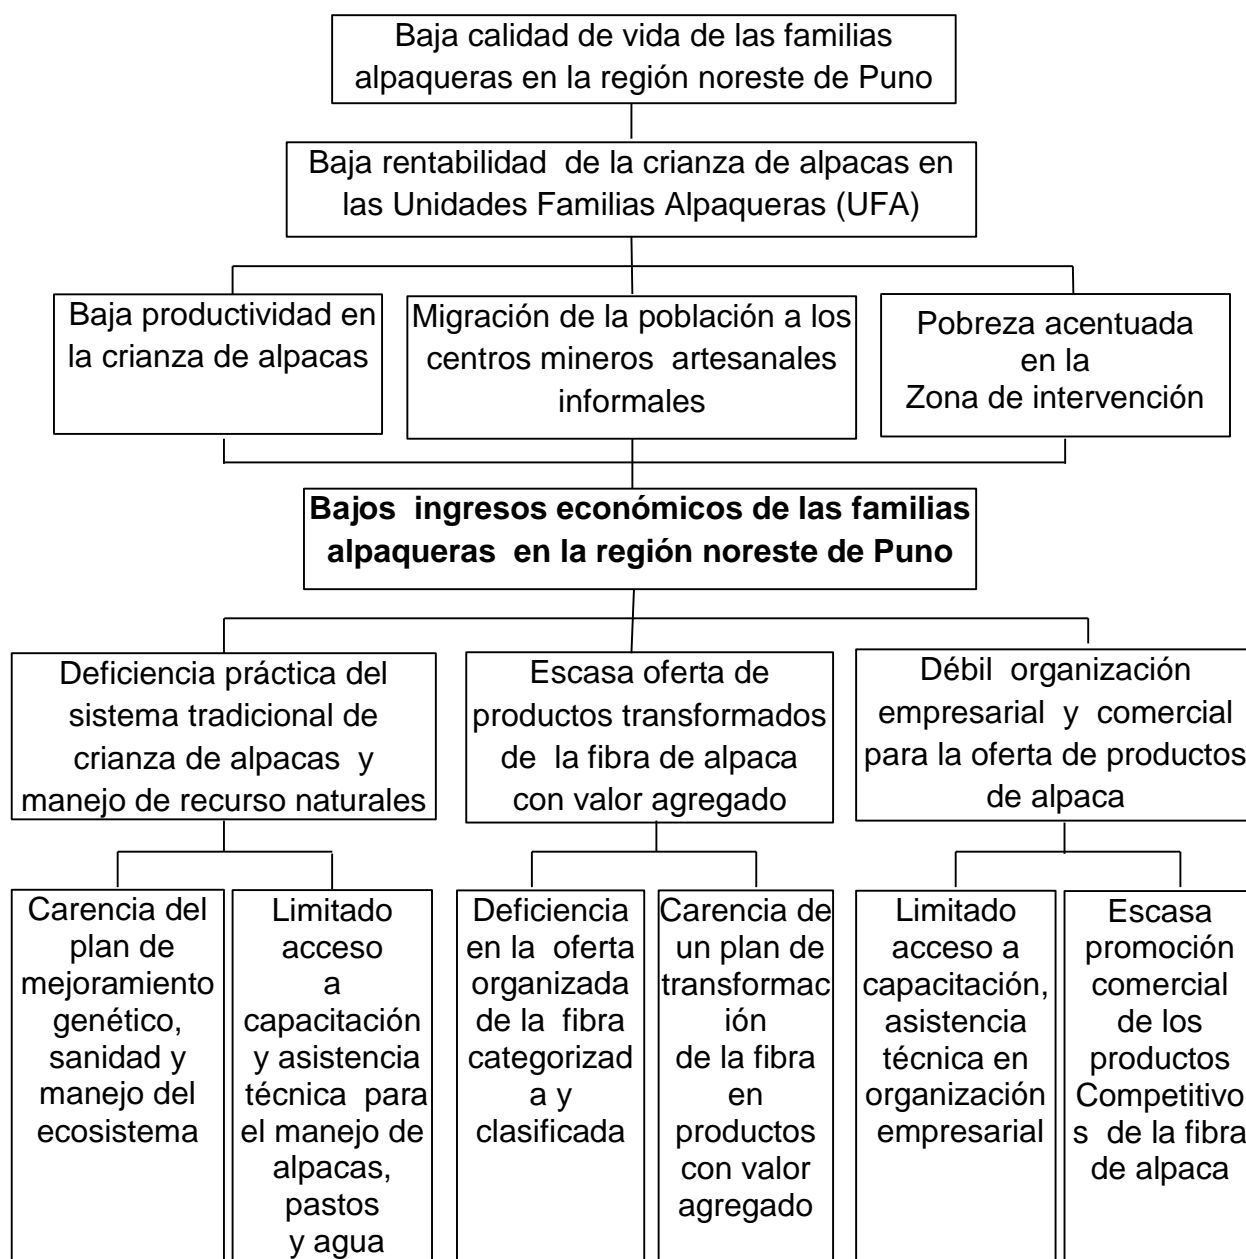 Baja calidad de vida de las familias
alpaqueras en la región noreste de Puno
Baja rentabilidad de la crianza de alpacas en
las Unidades Familias Alpaqueras (UFA)
Baja productividad en
la crianza de alpacas
Migración de la población a los
centros mineros artesanales
informales
Pobreza acentuada
en la
Zona de intervención
Bajos ingresos económicos de las familias
alpaqueras en la región noreste de Puno
Deficiencia práctica del
sistema tradicional de
crianza de alpacas y
manejo de recurso naturales
Escasa oferta de
productos transformados
de la fibra de alpaca
con valor agregado
Débil organización
empresarial y comercial
para la oferta de productos
de alpaca
Carencia del
plan de
mejoramiento
genético,
sanidad y
manejo del
ecosistema
Limitado
acceso
a
capacitación
y asistencia
técnica para
el manejo de
alpacas,
pastos
y agua
Deficiencia
en la oferta
organizada
de la fibra
categorizad
a y
clasificada
Carencia de
un plan de
transformac
ión
de la fibra
en
productos
con valor
agregado
Limitado
acceso a
capacitación,
asistencia
técnica en
organización
empresarial
Escasa
promoción
comercial
de los
productos
Competitivo
s de la fibra
de alpaca